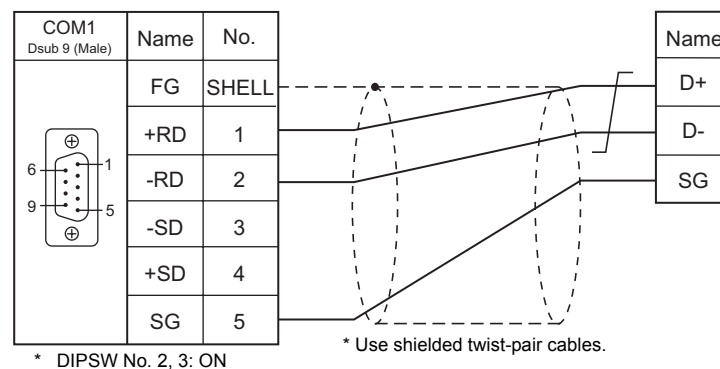 COM1
Dsub 9 (Male)
Name No.
Name
FG SHELL
D+
+RD 1
D-
-RD 2
SG
-SD 3
+SD 4
SG 5
6 1
9 5
* Use shielded twist-pair cables.
* DIPSW No. 2, 3: ON